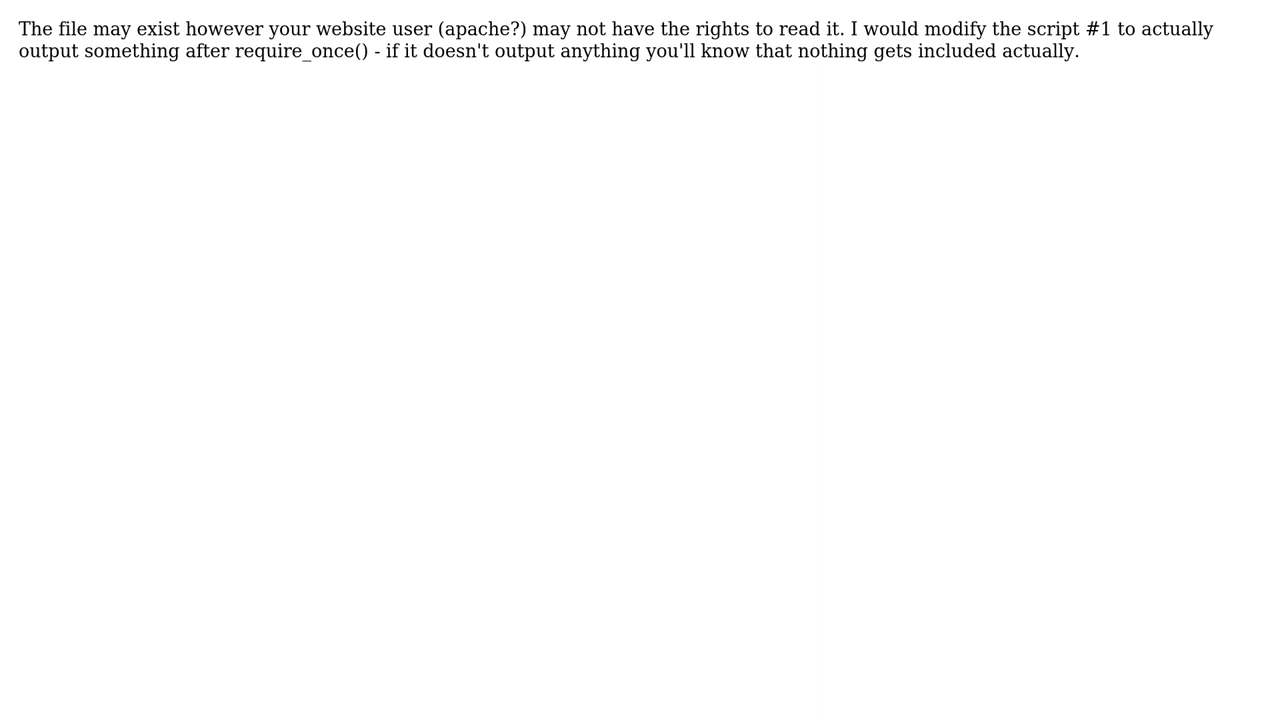 The file may exist however your website user (apache?) may not have the rights to read it. I would modify the script #1 to actually
output something after require_once() - if it doesn't output anything you'll know that nothing gets included actually.